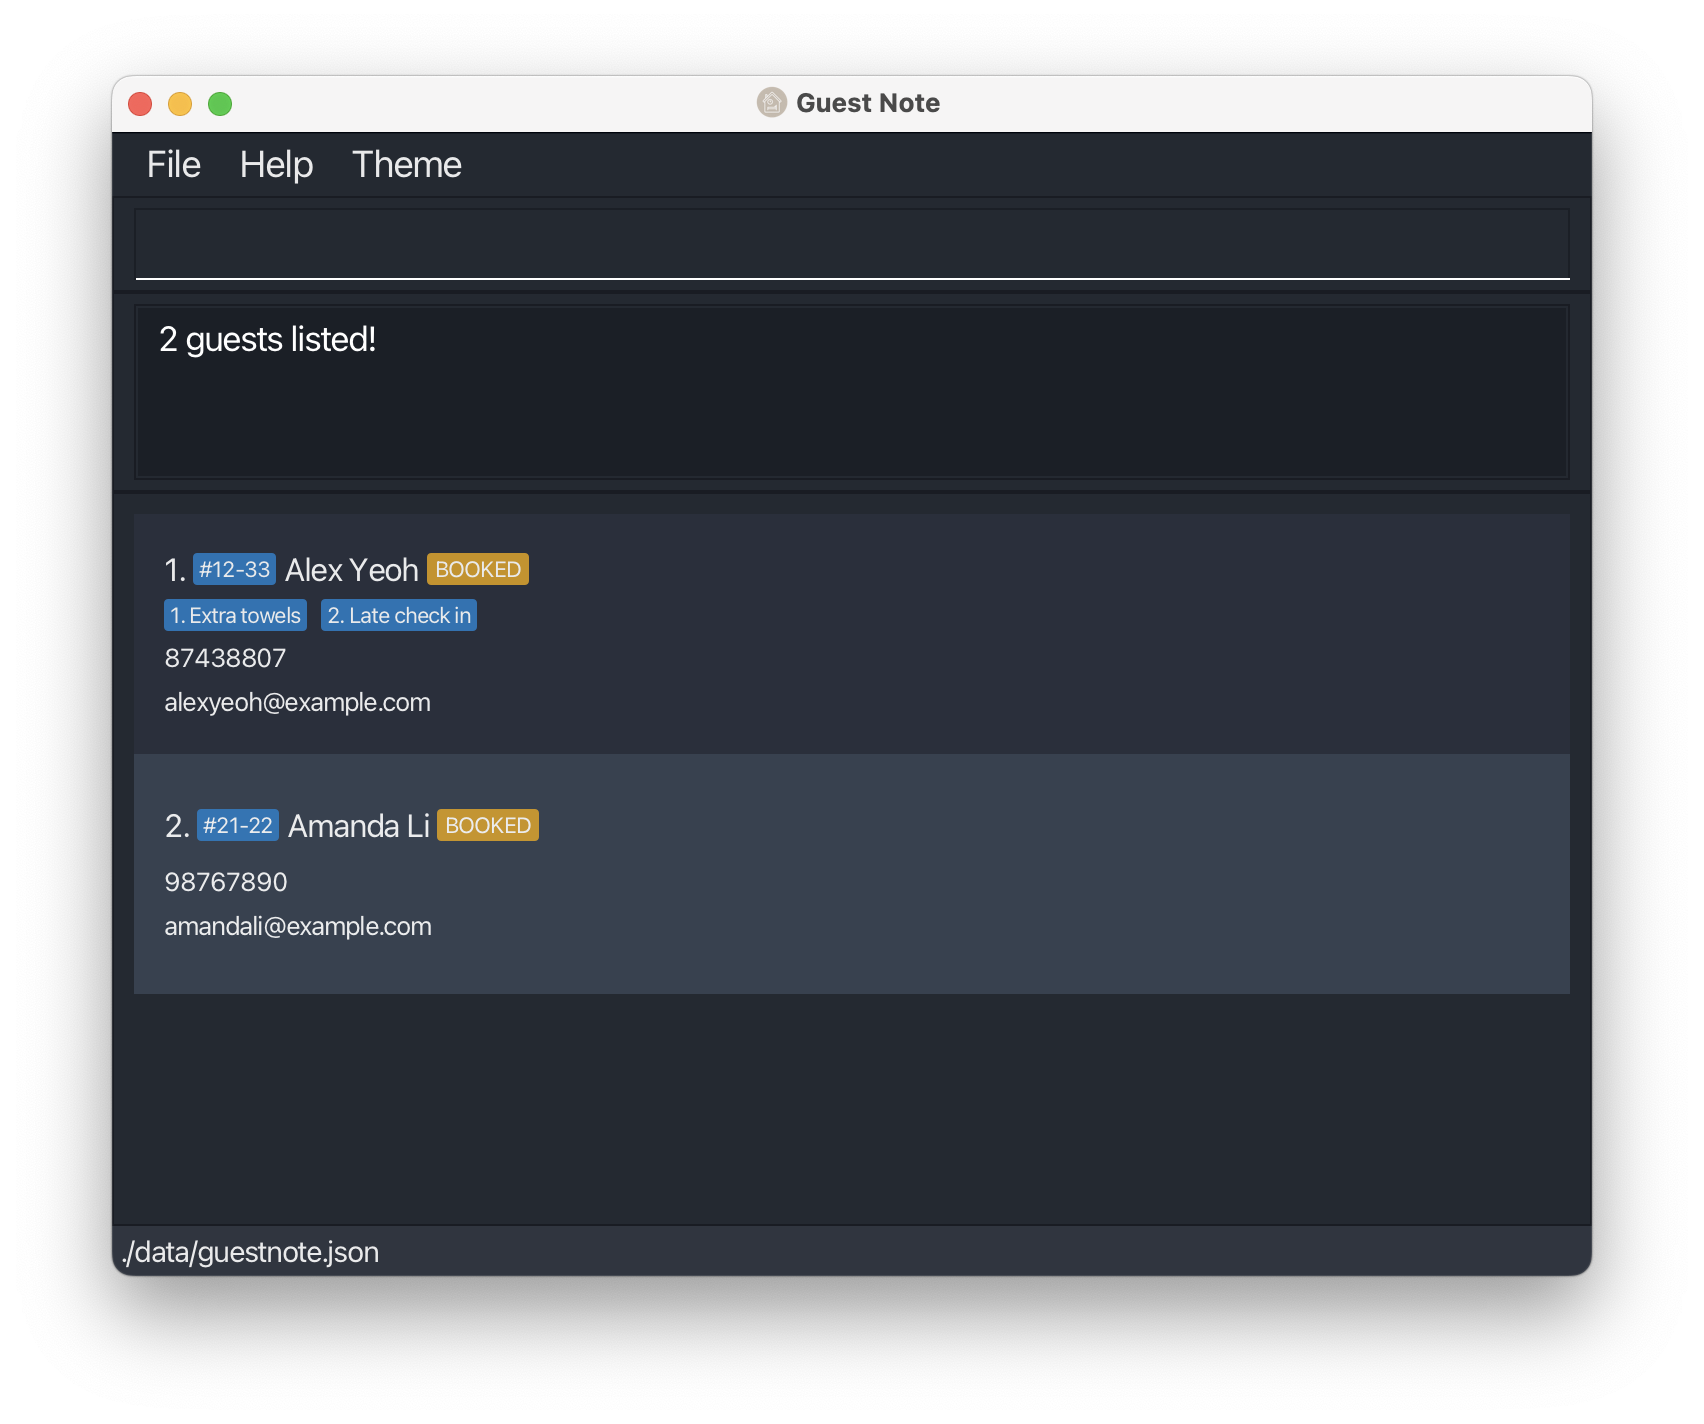 Guest Note
File Help Theme
2 guests listed!
1. #12-33 Alex Yeoh BOOKED
1. Extra towels 2. Late check in
87438807
alexyeoh@example.com
2. #21-22 Amanda Li BOOKED
98767890
amandali@example.com
./data/guestnote.json